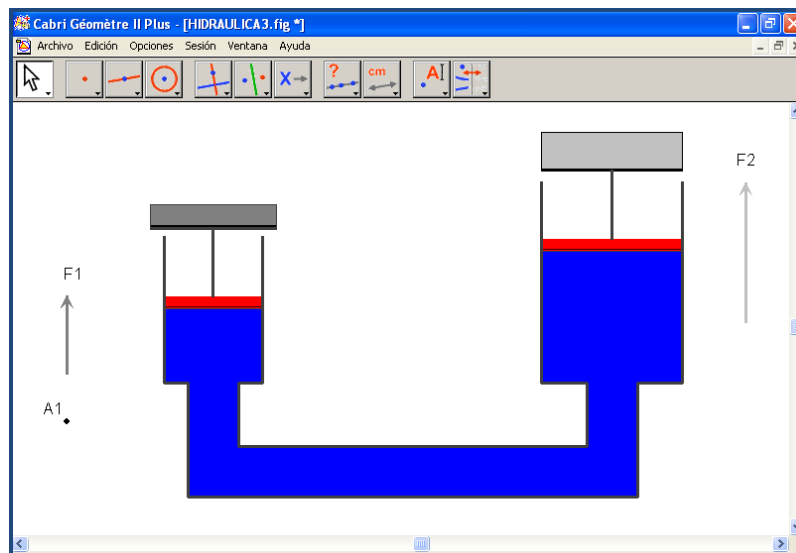 Cabri Géomètre II Plus - [HIDRAULICA3.fig *]
Archivo Edición Opciones Sesión Ventana Ayuda
? cm A
F2
F1
A1